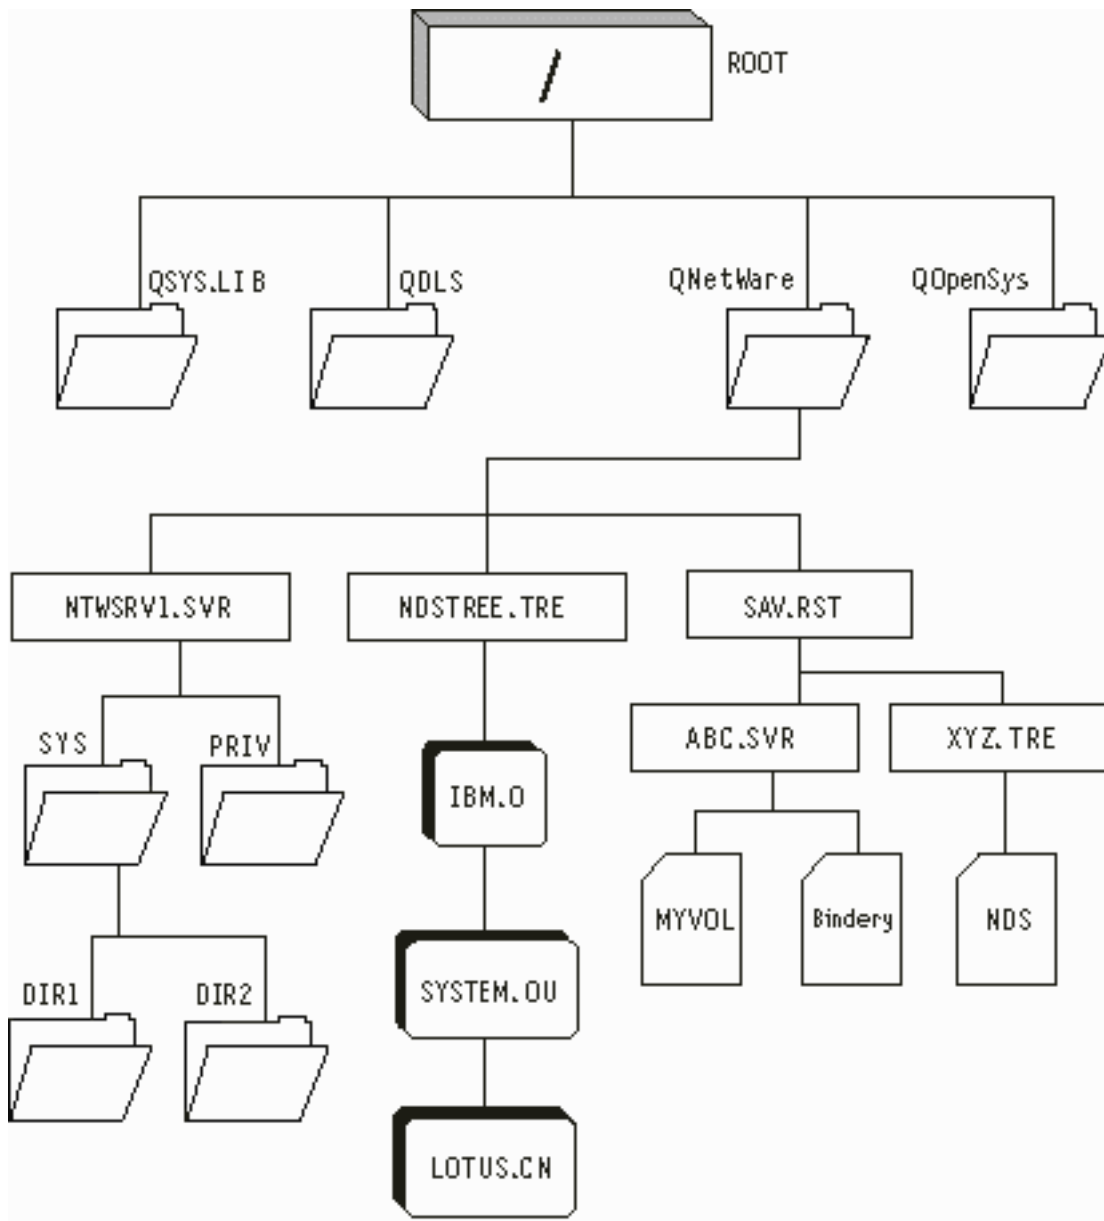 /
ROOT
QSYS.LIB
QDLS
QNetWare
QOpenSys
NTWSRV1.SVR
NDSTREE.TRE
SAV.RST
SYS
PRIV
IBM.O
ABC.SVR
XYZ.TRE
MYVOL
Bindery
NDS
DIR1
DIR2
SYSTEM.OU
LOTUS.CN